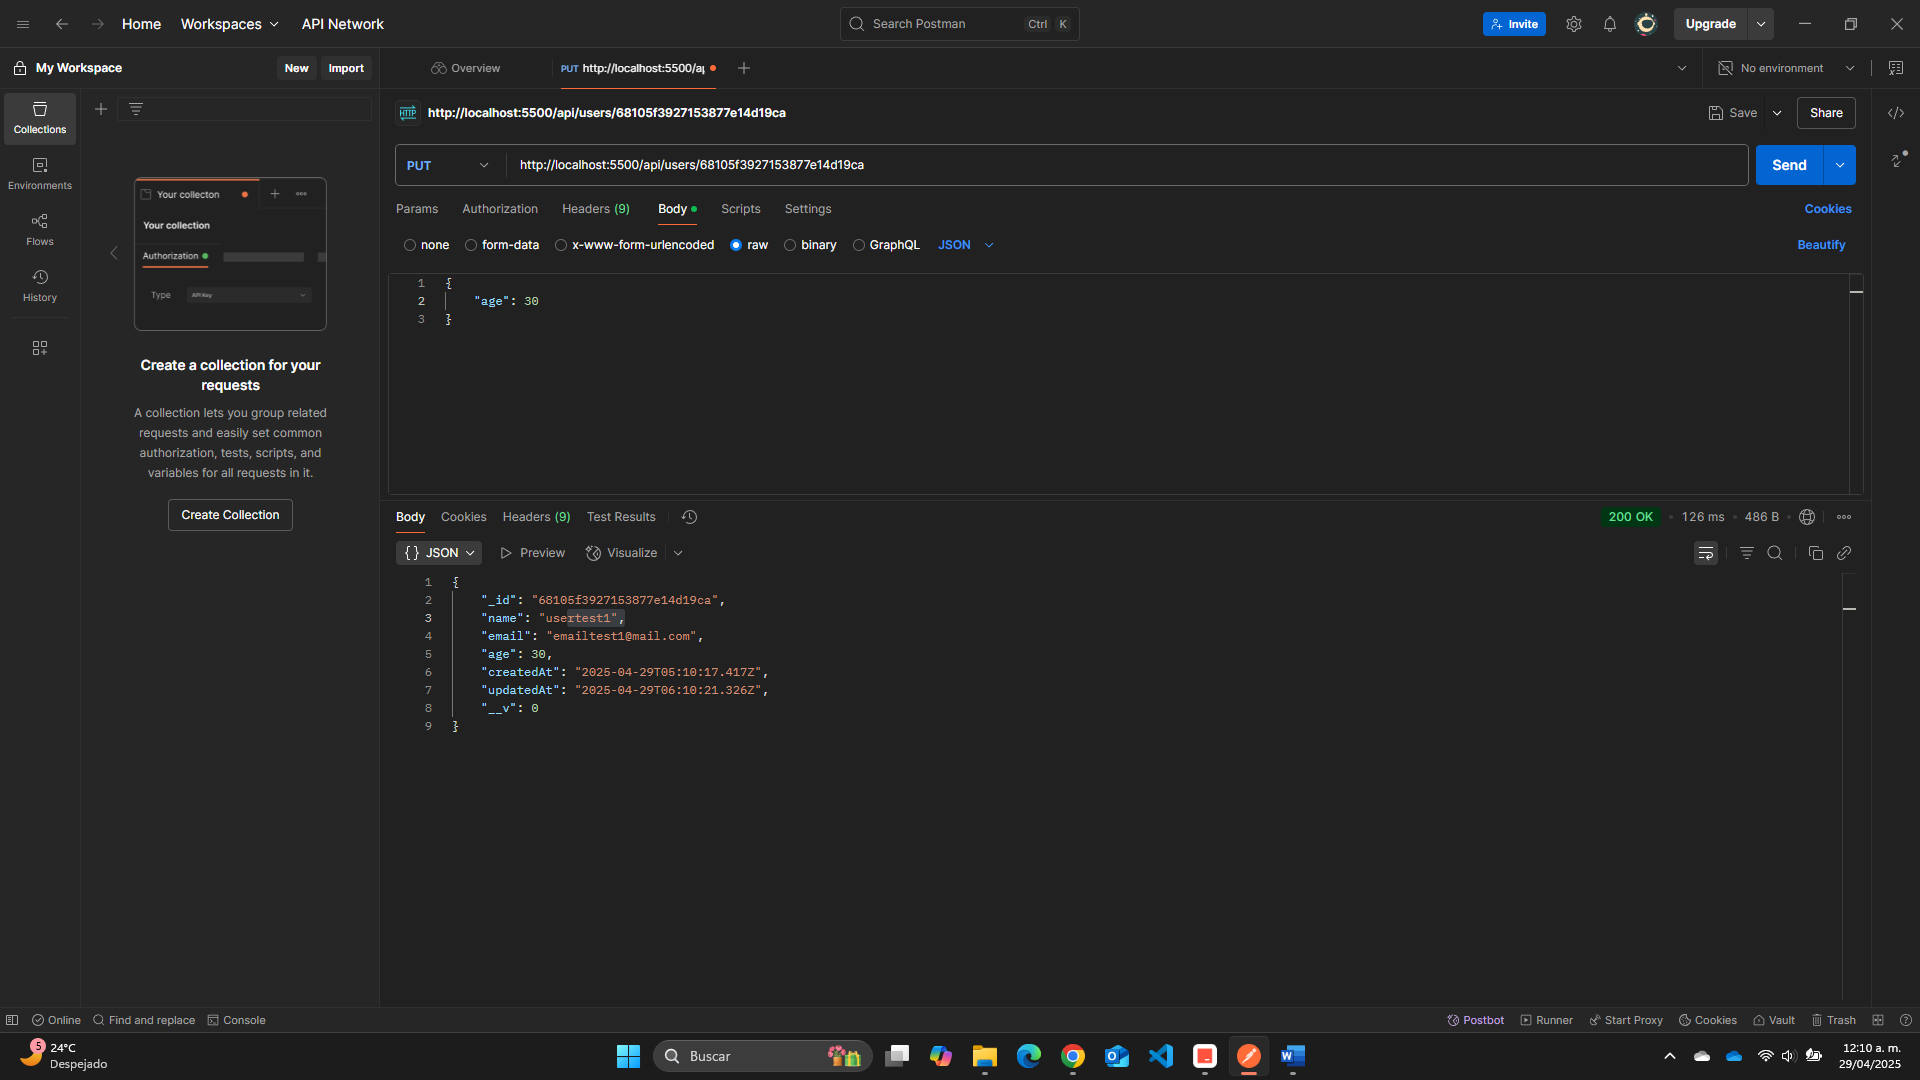 Home Workspaces API Network
Search Postman Ctrl K
Invite Upgrade
My Workspace New Import
Overview PUT http://localhost:5500/ap No environment
HTTP http://localhost:5500/api/users/68105f3927153877e14d19ca Save Share
PUT http://localhost:5500/api/users/68105f3927153877e14d19ca Send
Params Authorization Headers (9) Body Scripts Settings Cookies
none form-data x-www-form-urlencoded raw binary GraphQL JSON Beautify
1 {
2 "age": 30
3 }
Collections
Environments
Flows
History
Your collecton
Your collection
Authorization
Type API Key
Create a collection for your
requests
A collection lets you group related
requests and easily set common
authorization, tests, scripts, and
variables for all requests in it.
Create Collection
Body Cookies Headers (9) Test Results 200 OK 126 ms 486 B
{} JSON Preview Visualize
1 {
2 "_id": "68105f3927153877e14d19ca",
3 "name": "usertest1",
4 "email": "emailtest1@mail.com",
5 "age": 30,
6 "createdAt": "2025-04-29T05:10:17.417Z",
7 "updatedAt": "2025-04-29T06:10:21.326Z",
8 "__v": 0
9 }
Online Find and replace Console Postbot Runner Start Proxy Cookies Vault Trash
5 24°C
Despejado
Buscar
12:10 a. m.
29/04/2025